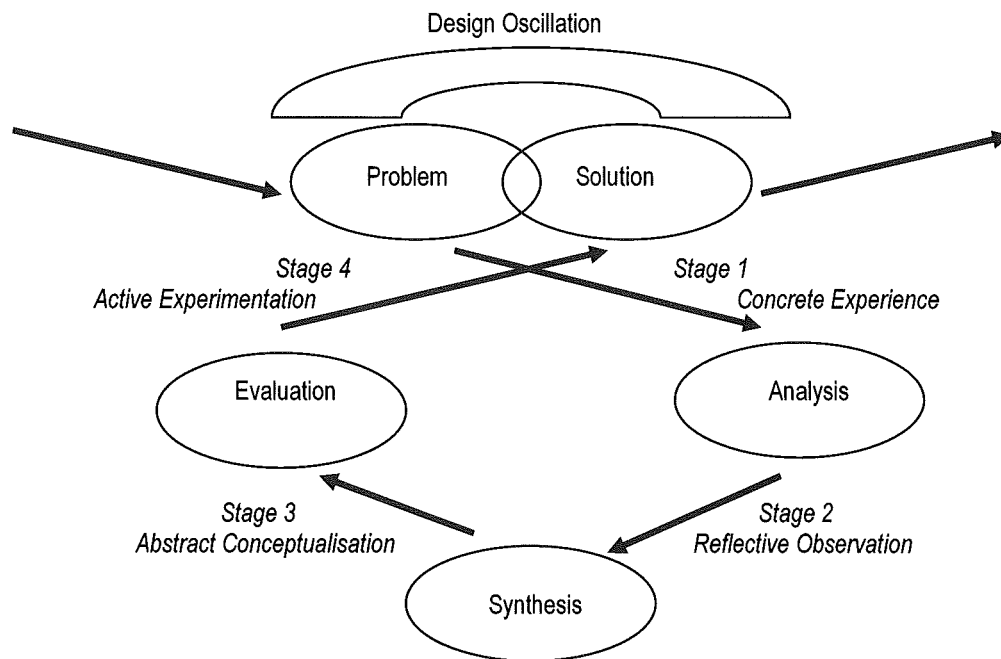 Design Oscillation
Problem
Solution
Stage 4
Active Experimentation
Stage 1
Concrete Experience
Evaluation
Analysis
Stage 3
Abstract Conceptualisation
Stage 2
Reflective Observation
Synthesis